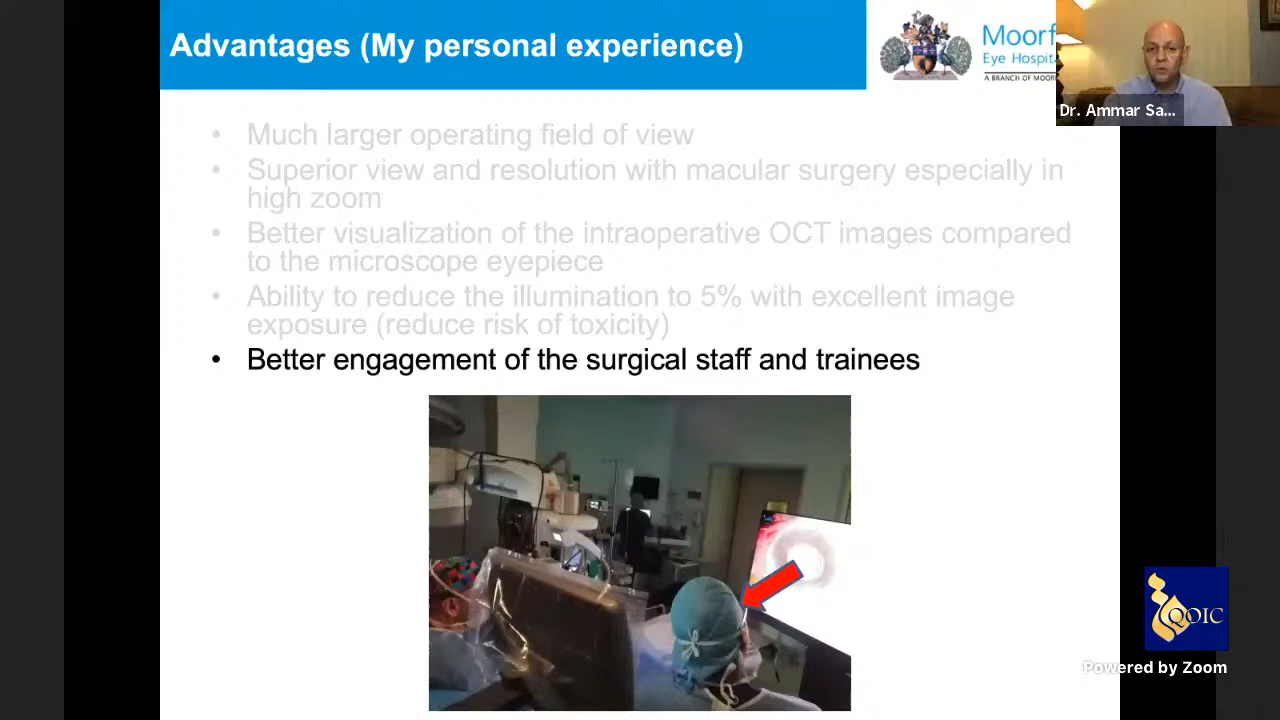 Advantages (My personal experience)
Moorf
Eye Hospita
A BRANCH OF MOOR
Dr. Ammar Sa...
• Much larger operating field of view
• Superior view and resolution with macular surgery especially in
high zoom
• Better visualization of the intraoperative OCT images compared
to the microscope eyepiece
• Ability to reduce the illumination to 5% with excellent image
exposure (reduce risk of toxicity)
• Better engagement of the surgical staff and trainees
QOIC
Powered by Zoom